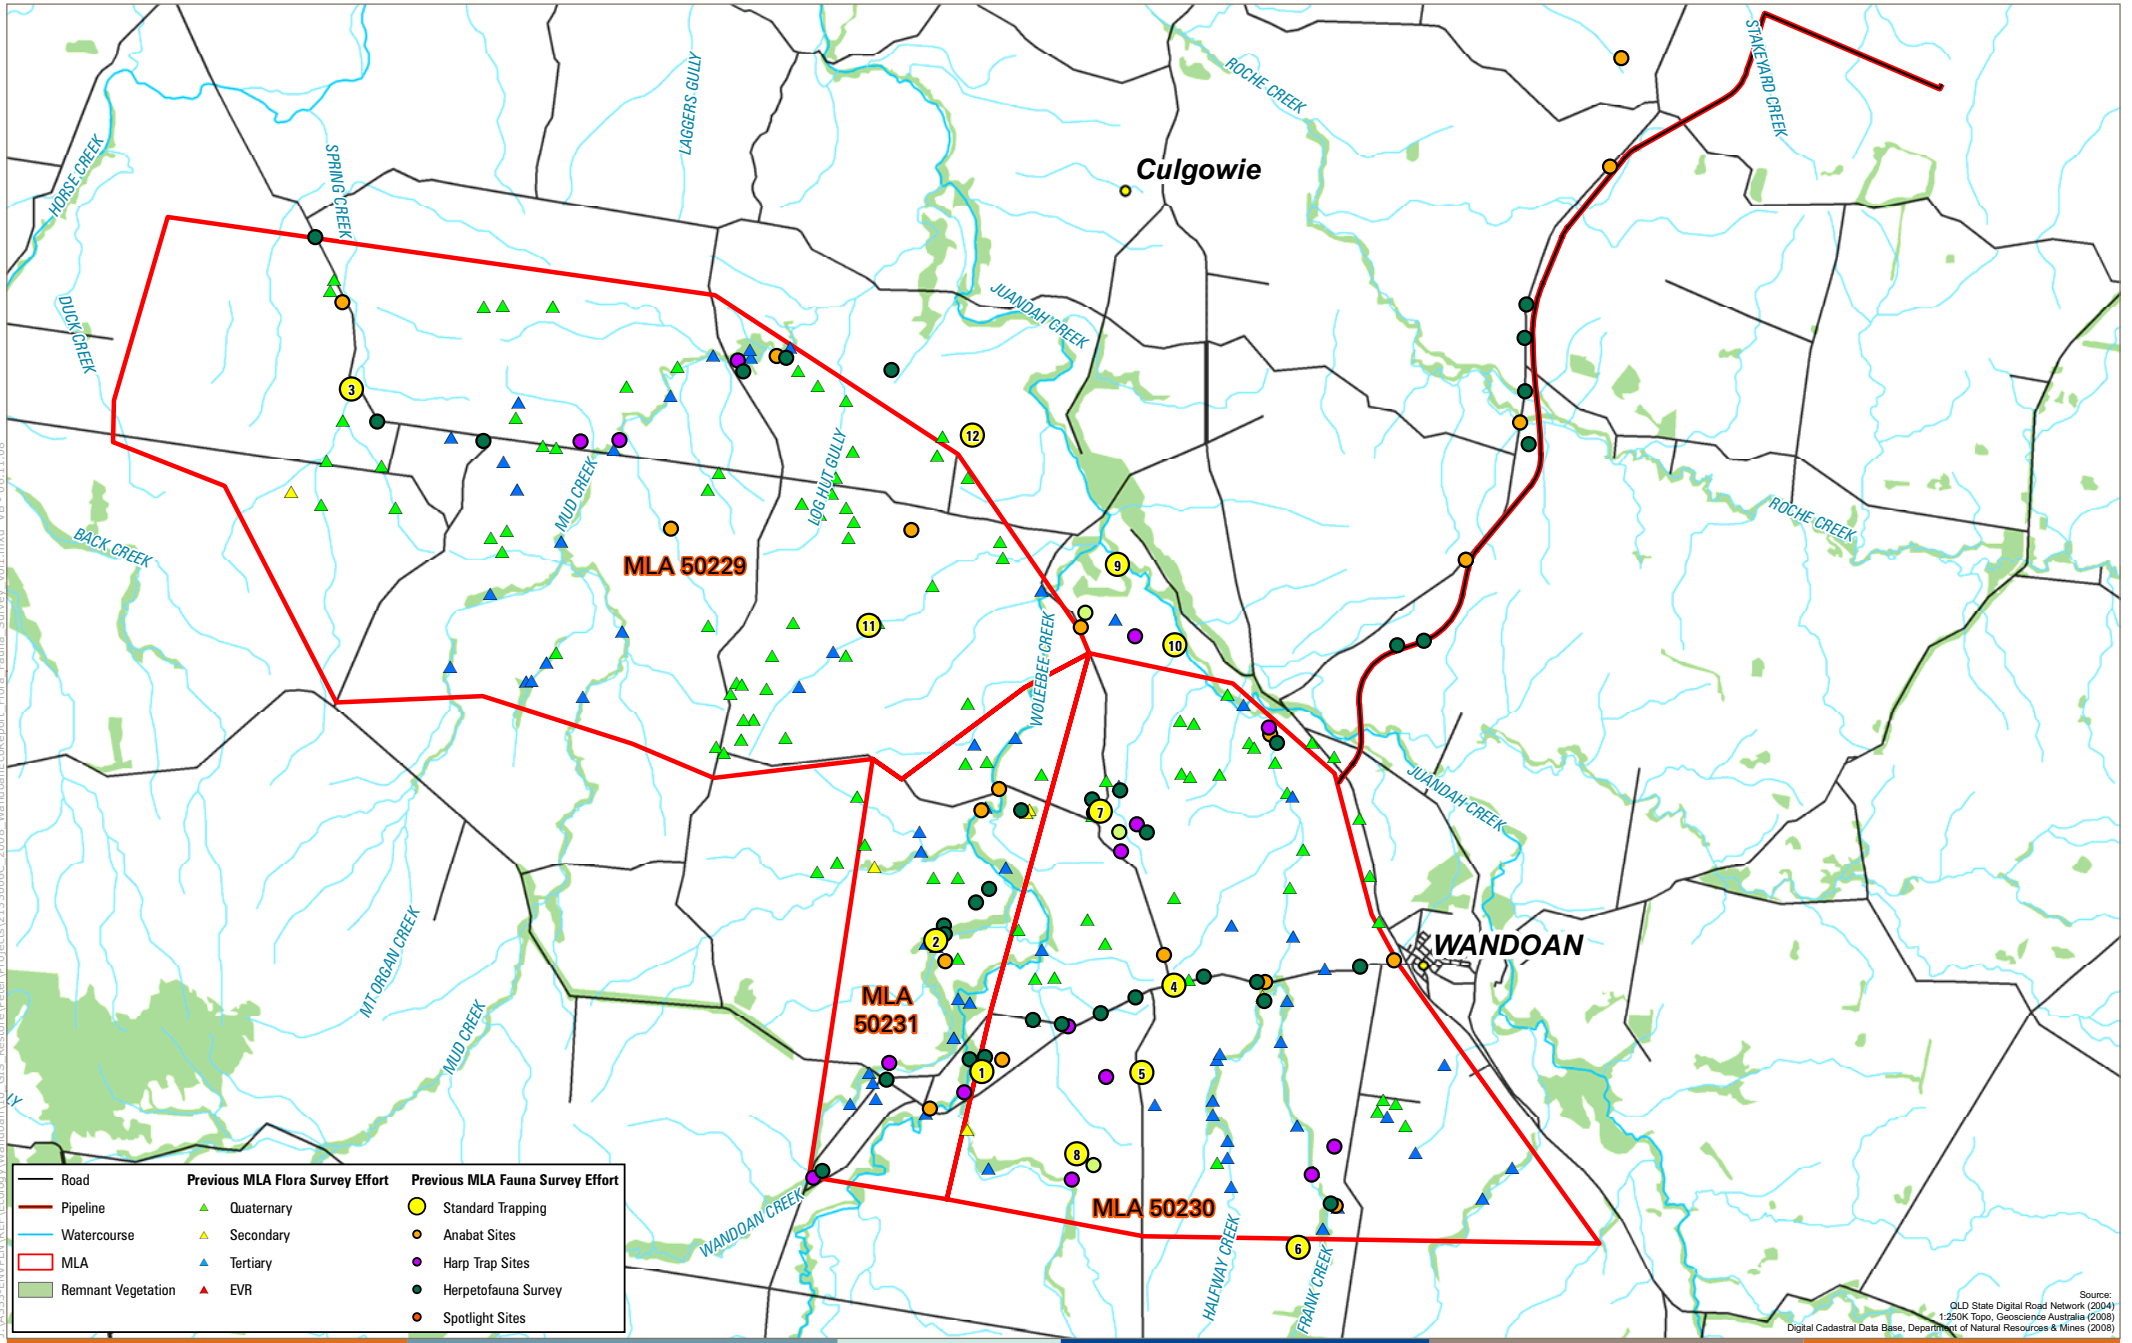 STAKEYARD CREEK
ROCHE CREEK
LAGGERS GULLY
HORSE CREEK
SPRING CREEK
Culgowie
JUANDAH CREEK
DUCK CREEK
3
12
LOG HUT GULLY
MUD CREEK
ROCHE CREEK
BACK CREEK
MLA 50229
9
11
10
WOLEEBEE CREEK
JUANDAH CREEK
7
WANDOAN
2
MT ORGAN CREEK
4
MLA
50231
MUD CREEK
1
5
LY
8
MLA 50230
WANDOAN CREEK
HALFWAY CREEK
6
FRANK CREEK
Road
Pipeline
Watercourse
MLA
Remnant Vegetation
Previous MLA Flora Survey Effort
Quaternary
Secondary
Tertiary
EVR
Previous MLA Fauna Survey Effort
Standard Trapping
Anabat Sites
Harp Trap Sites
Herpetofauna Survey
Spotlight Sites
Source:
QLD State Digital Road Network (2004)
1:250K Topo, Geoscience Australia (2008)
Digital Cadastral Data Base, Department of Natural Resources & Mines (2008)